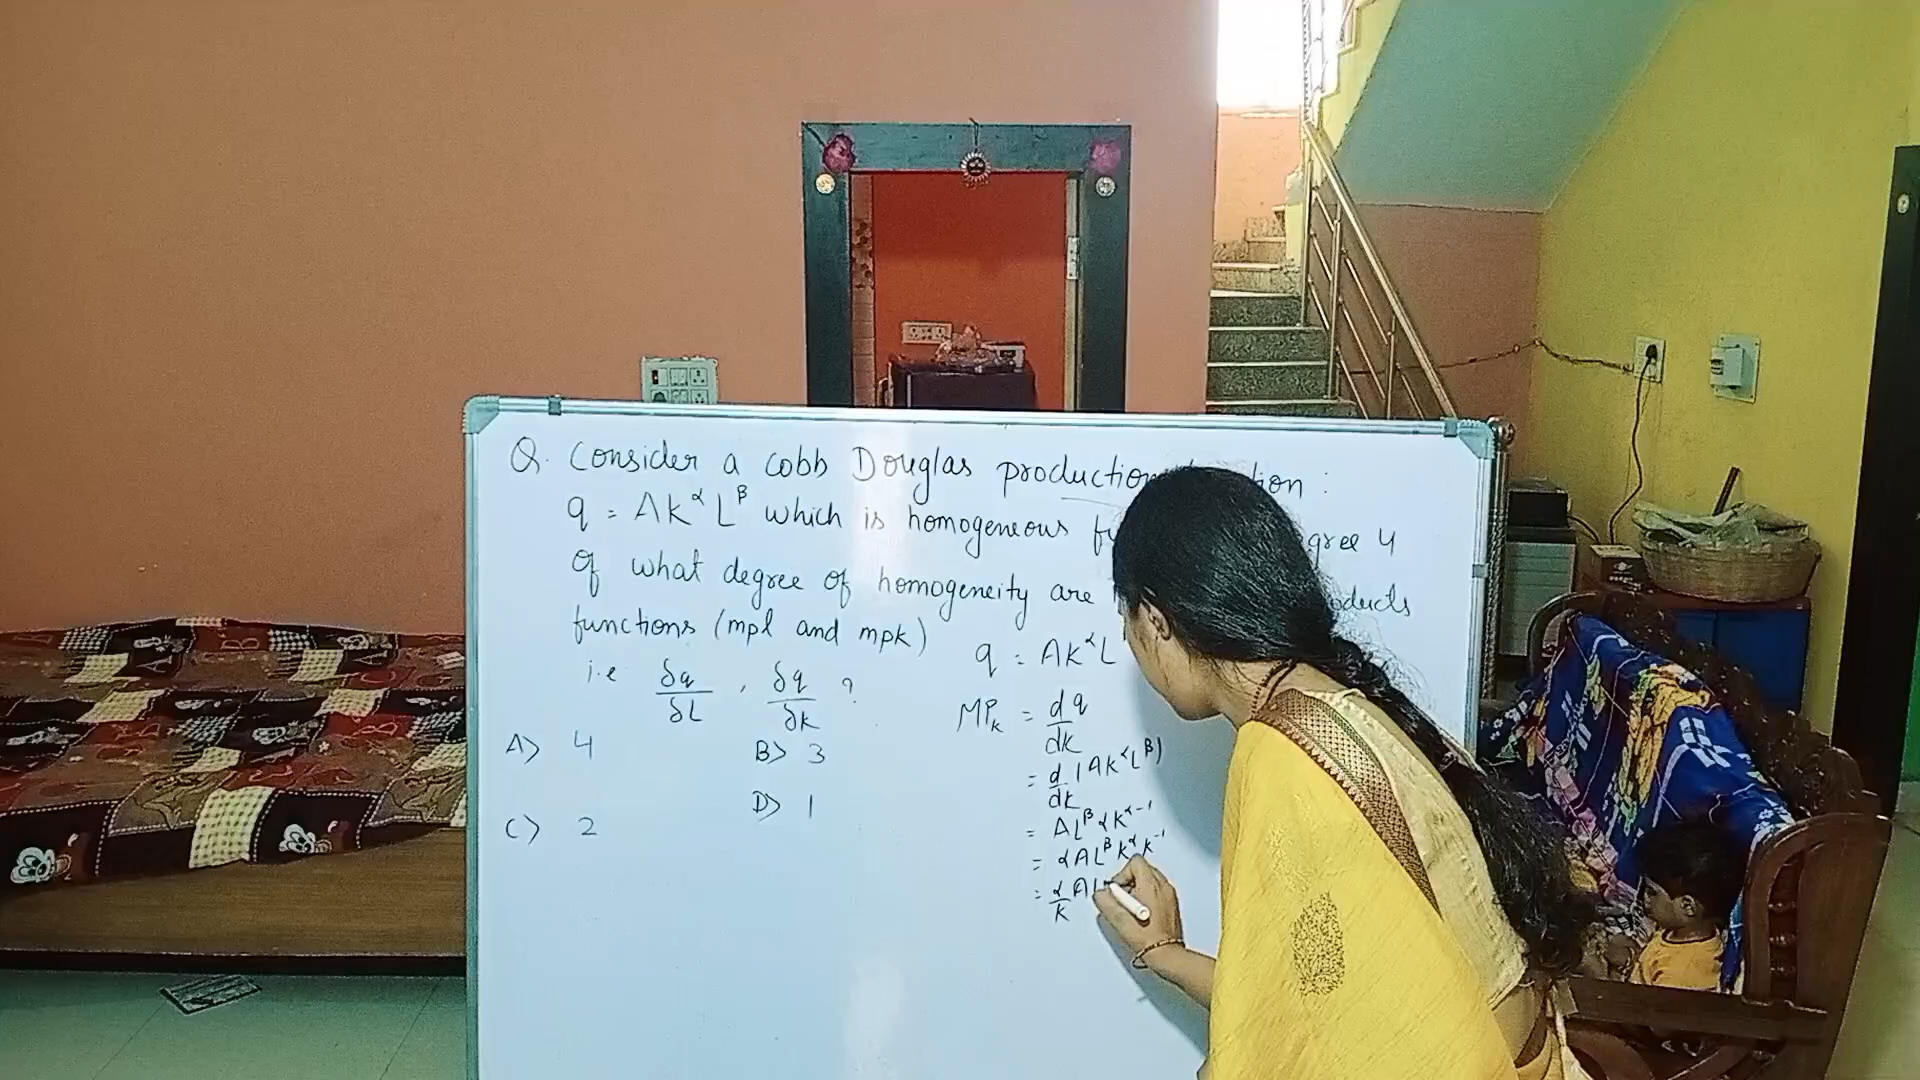 Q. Consider a cobb Douglas production :
q = AK^α L^β which is homogeneous 4
Of what degree of homogeneity are
functions (mpl and mpk)
i.e δq/δL , δq/δk ?
A> 4 B> 3
C> 2 D> 1
q = AK^α L
MP_k = dq/dk
= d/dk (AK^α L^β)
= AL^β αK^α-1
= αAL^β K^α K^-1
= α/K AL